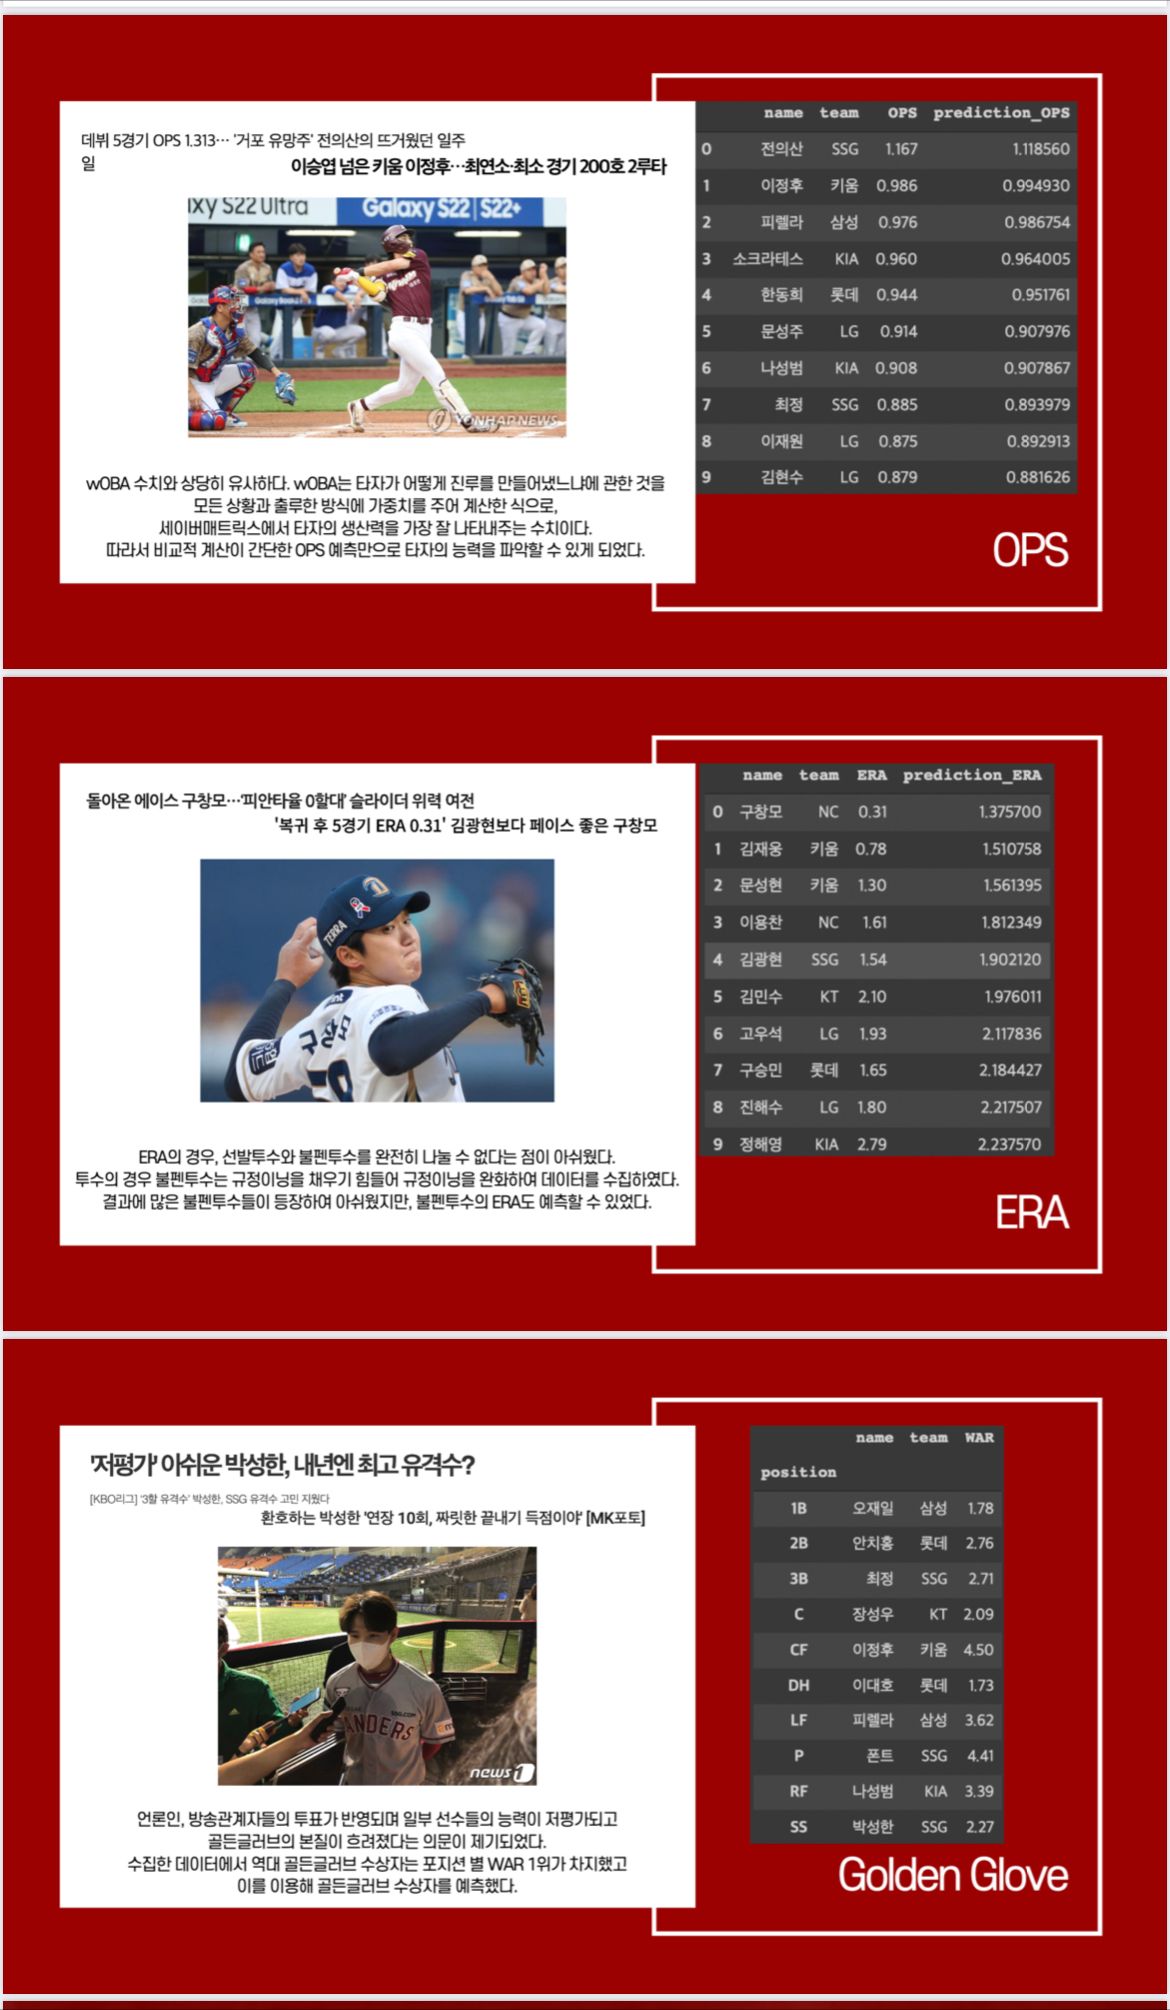 데뷔 5경기 OPS 1.313… '거포 유망주' 전의산의 뜨거웠던 일주
일
이승엽 넘은 키움 이정후…최연소·최소 경기 200호 2루타
xy S22 Ultra
Galaxy S22 | S22+
YONHAPNEWS
wOBA 수치와 상당히 유사하다. wOBA는 타자가 어떻게 진루를 만들어냈느냐에 관한 것을
모든 상황과 출루한 방식에 가중치를 주어 계산한 식으로,
세이버매트릭스에서 타자의 생산력을 가장 잘 나타내주는 수치이다.
따라서 비교적 계산이 간단한 OPS 예측만으로 타자의 능력을 파악할 수 있게 되었다.
name team OPS prediction_OPS
0 전의산 SSG 1.167 1.118560
1 이정후 키움 0.986 0.994930
2 피렐라 삼성 0.976 0.986754
3 소크라테스 KIA 0.960 0.964005
4 한동희 롯데 0.944 0.951761
5 문성주 LG 0.914 0.907976
6 나성범 KIA 0.908 0.907867
7 최정 SSG 0.885 0.893979
8 이재원 LG 0.875 0.892913
9 김현수 LG 0.879 0.881626
OPS
돌아온 에이스 구창모…'피안타율 0할대' 슬라이더 위력 여전
'복귀 후 5경기 ERA 0.31' 김광현보다 페이스 좋은 구창모
TERRA
구창모
ERA의 경우, 선발투수와 불펜투수를 완전히 나눌 수 없다는 점이 아쉬웠다.
투수의 경우 불펜투수는 규정이닝을 채우기 힘들어 규정이닝을 완화하여 데이터를 수집하였다.
결과에 많은 불펜투수들이 등장하여 아쉬웠지만, 불펜투수의 ERA도 예측할 수 있었다.
name team ERA prediction_ERA
0 구창모 NC 0.31 1.375700
1 김재웅 키움 0.78 1.510758
2 문성현 키움 1.30 1.561395
3 이용찬 NC 1.61 1.812349
4 김광현 SSG 1.54 1.902120
5 김민수 KT 2.10 1.976011
6 고우석 LG 1.93 2.117836
7 구승민 롯데 1.65 2.184427
8 진해수 LG 1.80 2.217507
9 정해영 KIA 2.79 2.237570
ERA
'저평가' 아쉬운 박성한, 내년엔 최고 유격수?
[KBO리그] '3할 유격수' 박성한, SSG 유격수 고민 지웠다
환호하는 박성한 '연장 10회, 짜릿한 끝내기 득점이야' [MK포토]
SSG.COM
ANDERS
news1
언론인, 방송관계자들의 투표가 반영되며 일부 선수들의 능력이 저평가되고
골든글러브의 본질이 흐려졌다는 의문이 제기되었다.
수집한 데이터에서 역대 골든글러브 수상자는 포지션 별 WAR 1위가 차지했고
이를 이용해 골든글러브 수상자를 예측했다.
name team WAR
position
1B 오재일 삼성 1.78
2B 안치홍 롯데 2.76
3B 최정 SSG 2.71
C 장성우 KT 2.09
CF 이정후 키움 4.50
DH 이대호 롯데 1.73
LF 피렐라 삼성 3.62
P 폰트 SSG 4.41
RF 나성범 KIA 3.39
SS 박성한 SSG 2.27
Golden Glove